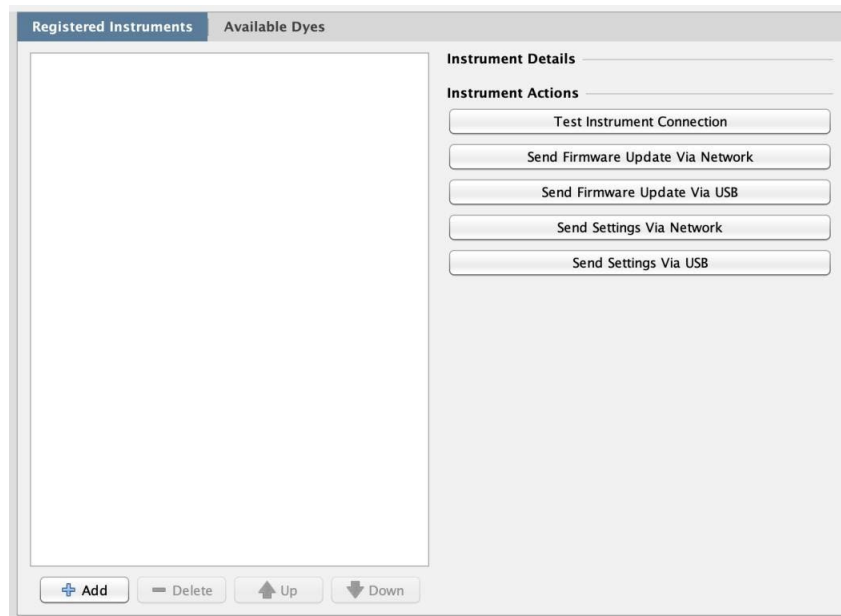 Registered Instruments
Available Dyes
Instrument Details
Instrument Actions
Test Instrument Connection
Send Firmware Update Via Network
Send Firmware Update Via USB
Send Settings Via Network
Send Settings Via USB
Add
Delete
Up
Down